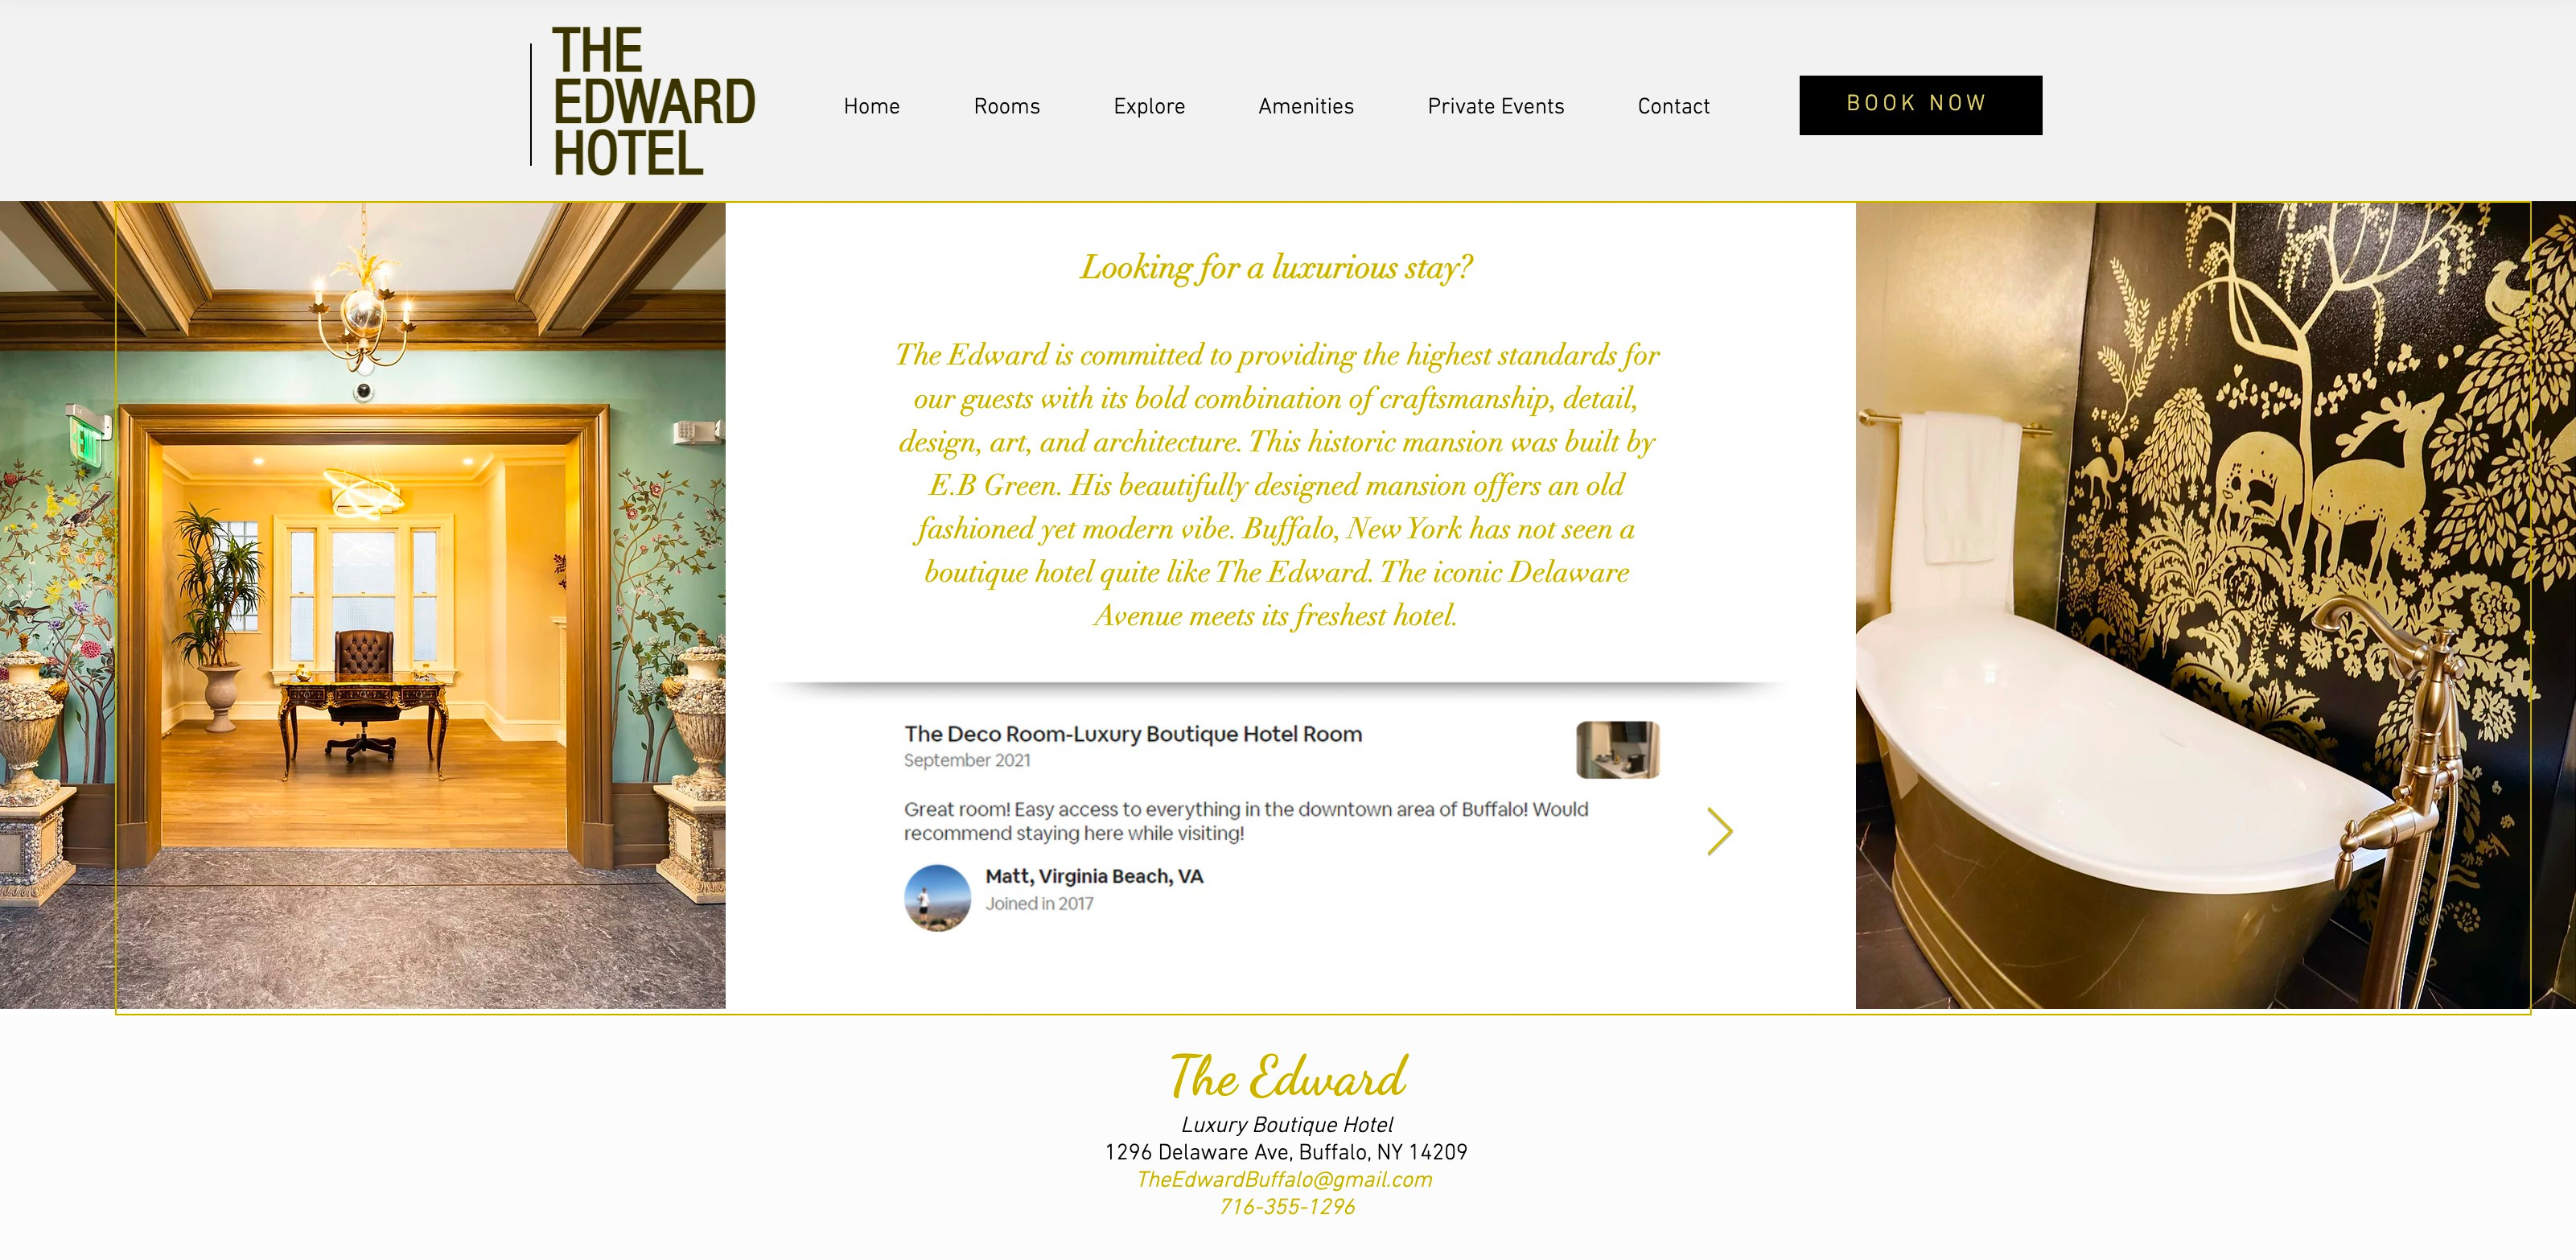 THE
EDWARD
HOTEL
Home
Rooms
Explore
Amenities
Private Events
Contact
BOOK NOW
Looking for a luxurious stay?
The Edward is committed to providing the highest standards for
our guests with its bold combination of craftsmanship, detail,
design, art, and architecture. This historic mansion was built by
E.B Green. His beautifully designed mansion offers an old
fashioned yet modern vibe. Buffalo, New York has not seen a
boutique hotel quite like The Edward. The iconic Delaware
Avenue meets its freshest hotel.
The Deco Room-Luxury Boutique Hotel Room
September 2021
Great room! Easy access to everything in the downtown area of Buffalo! Would
recommend staying here while visiting!
Matt, Virginia Beach, VA
Joined in 2017
The Edward
Luxury Boutique Hotel
1296 Delaware Ave, Buffalo, NY 14209
TheEdwardBuffalo@gmail.com
716-355-1296